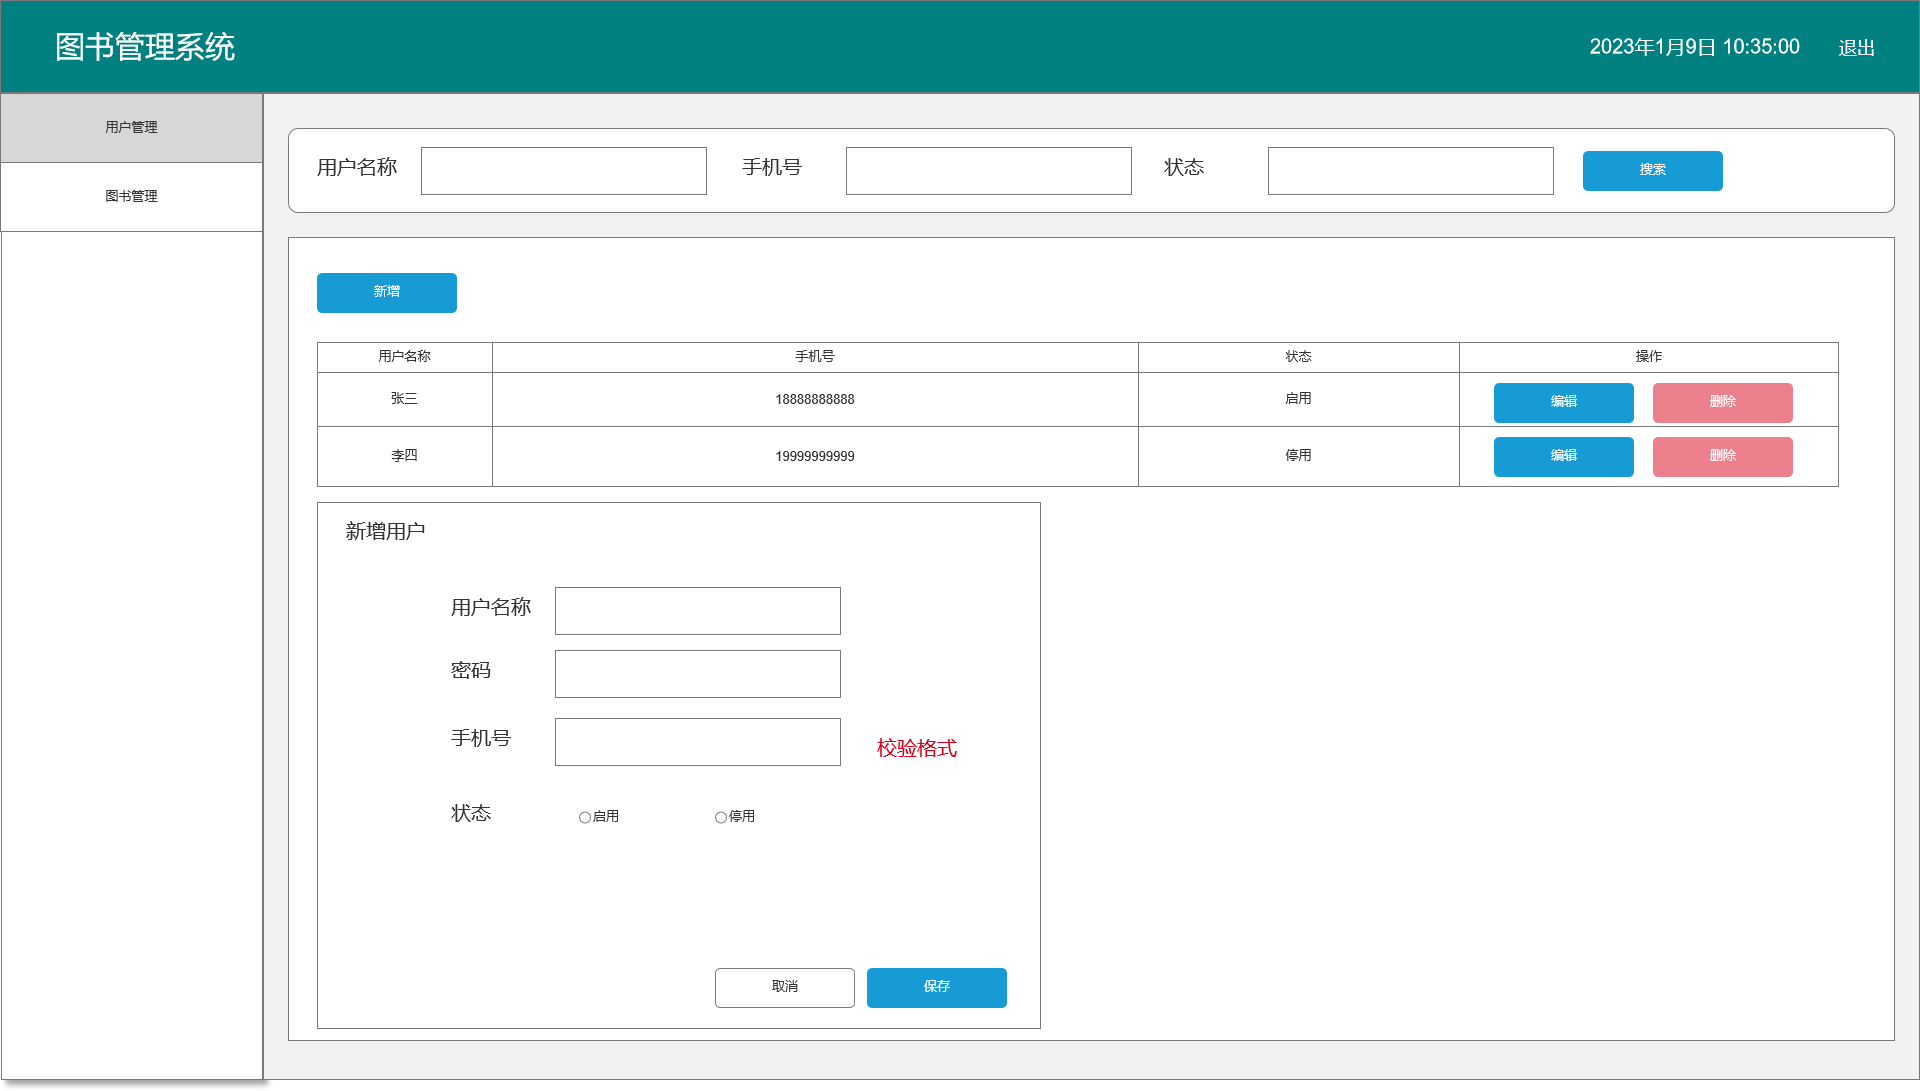 图书管理系统
2023年1月9日 10:35:00 退出
用户管理
图书管理
用户名称 手机号 状态 搜索
新增
用户名称 手机号 状态 操作
张三 18888888888 启用 编辑 删除
李四 19999999999 停用 编辑 删除
新增用户
用户名称
密码
手机号 校验格式
状态 启用 停用
取消 保存